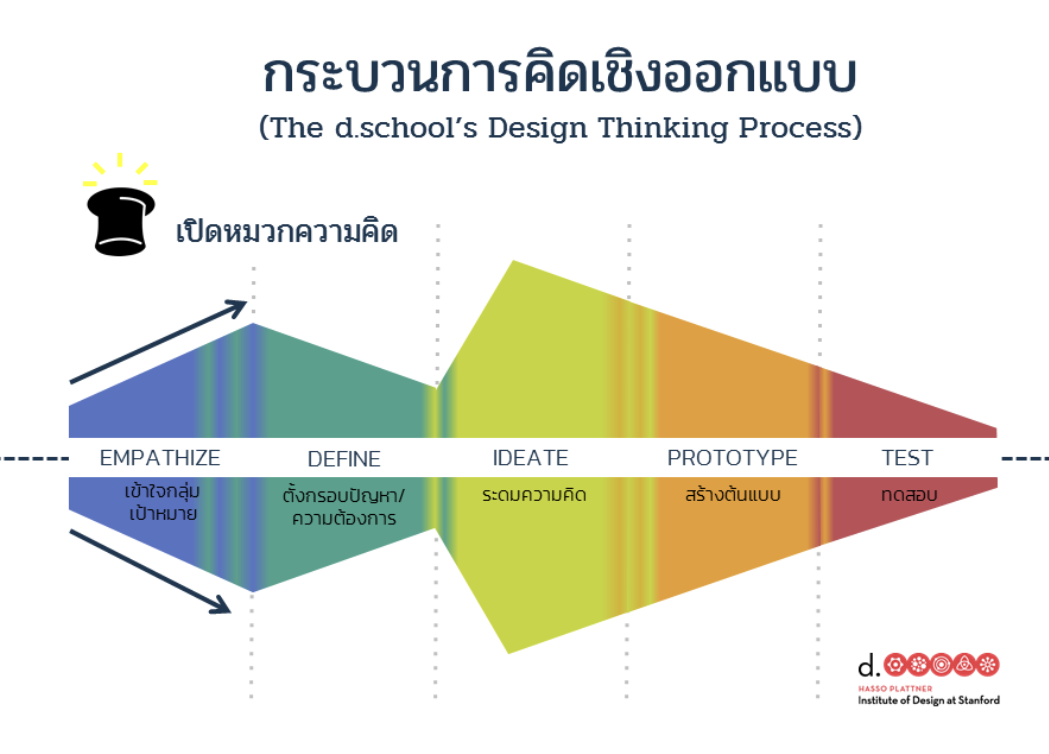 กระบวนการคิดเชิงออกแบบ
(The d.school's Design Thinking Process)
เปิดหมวกความคิด
EMPATHIZE
DEFINE
IDEATE
PROTOTYPE
TEST
เข้าใจกลุ่ม
เป้าหมาย
ตั้งกรอบปัญหา/
ความต้องการ
ระดมความคิด
สร้างต้นแบบ
ทดสอบ
d.
HASSO PLATTNER
Institute of Design at Stanford